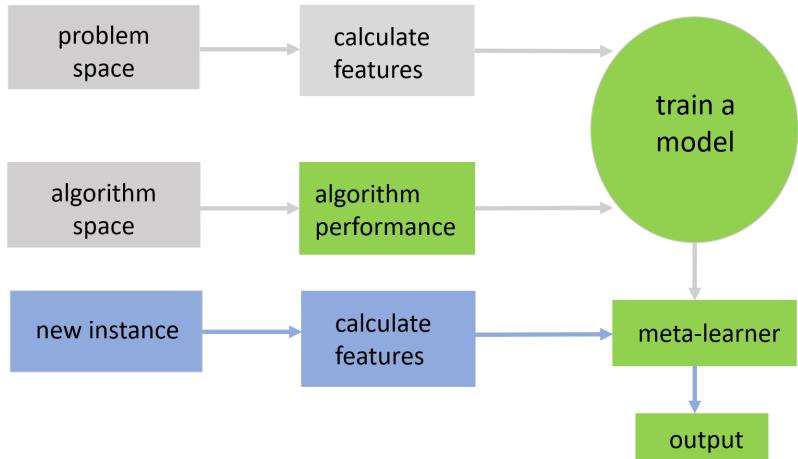 problem
space
calculate
features
train a
model
algorithm
space
algorithm
performance
new instance
calculate
features
meta-learner
output